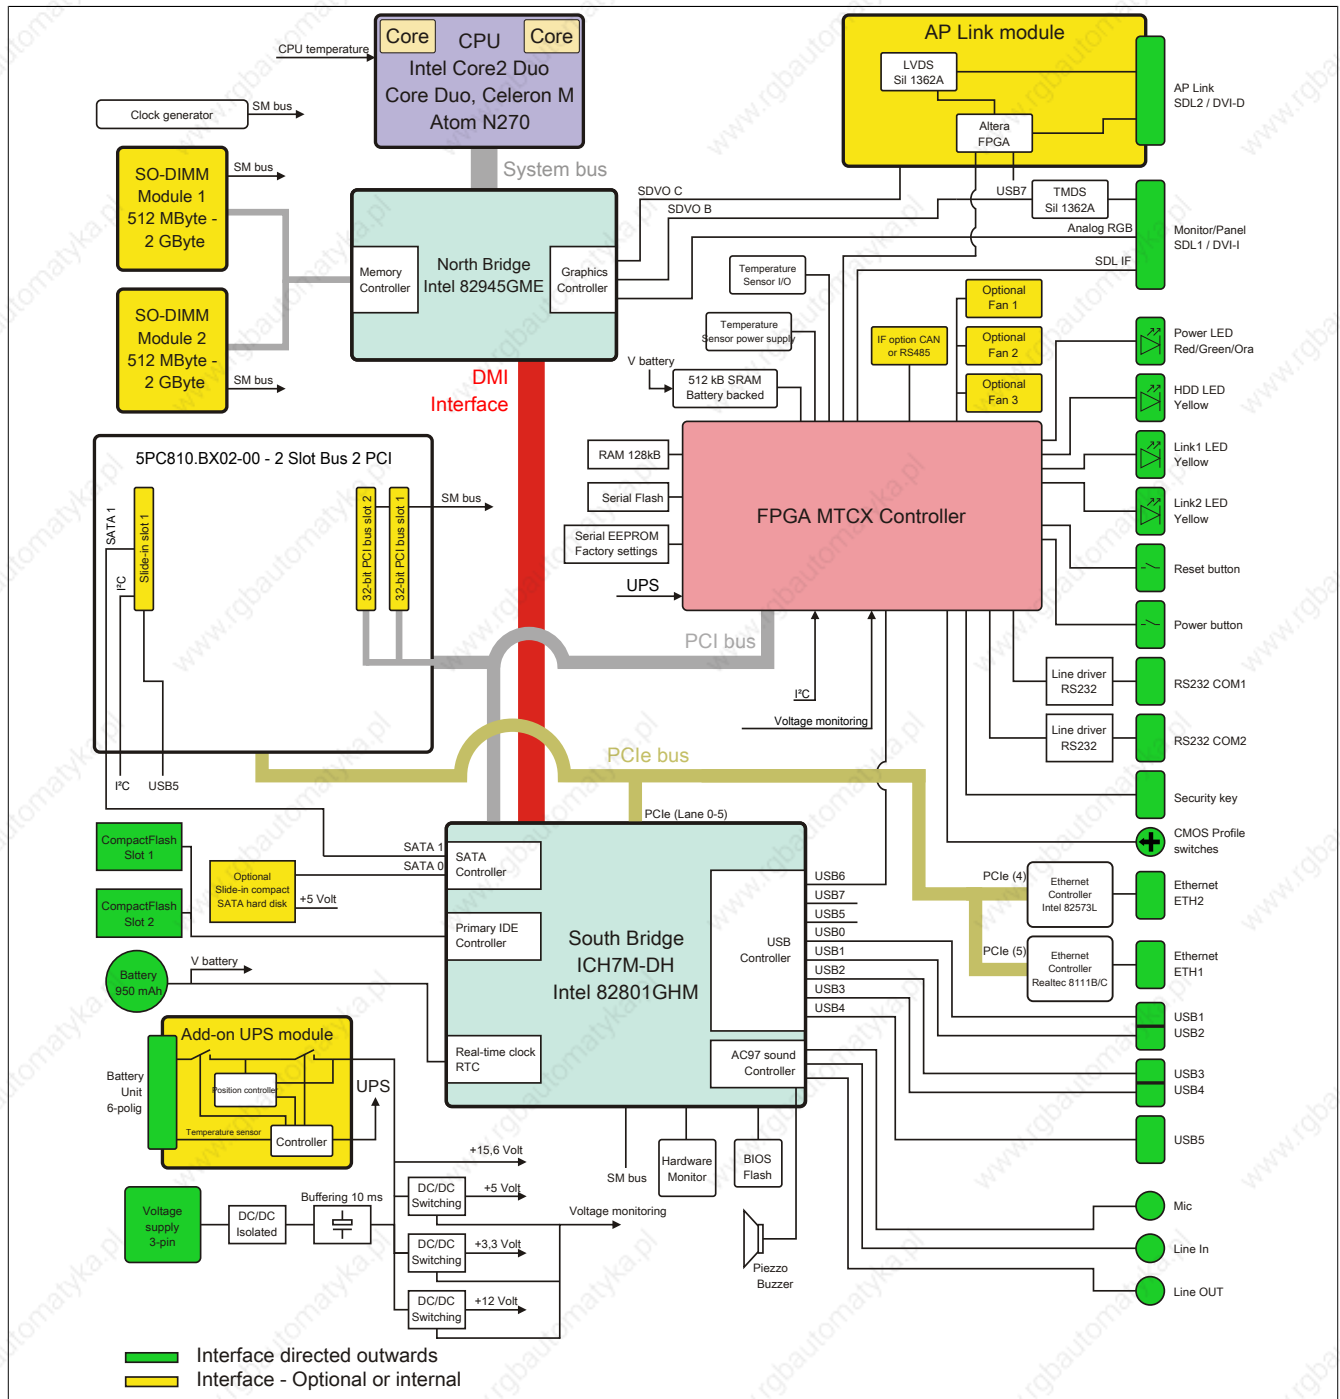 Core
CPU
Core
Intel Core2 Duo
Core Duo, Celeron M
Atom N270
CPU temperature
Clock generator
SM bus
SO-DIMM
Module 1
512 MByte -
2 GByte
SM bus
SO-DIMM
Module 2
512 MByte -
2 GByte
SM bus
System bus
Memory
Controller
North Bridge
Intel 82945GME
Graphics
Controller
DMI
Interface
AP Link module
LVDS
Sil 1362A
Altera
FPGA
AP Link
SDL2 / DVI-D
SDVO C
SDVO B
USB7
TMDS
Sil 1362A
Analog RGB
SDL IF
Monitor/Panel
SDL1 / DVI-I
Temperature
Sensor I/O
Temperature
Sensor power supply
V battery
512 kB SRAM
Battery backed
IF option CAN
or RS485
Optional
Fan 1
Optional
Fan 2
Optional
Fan 3
Power LED
Red/Green/Ora
HDD LED
Yellow
Link1 LED
Yellow
Link2 LED
Yellow
Reset button
Power button
RAM 128kB
Serial Flash
Serial EEPROM
Factory settings
UPS
FPGA MTCX Controller
5PC810.BX02-00 - 2 Slot Bus 2 PCI
SATA 1
I²C
Slide-in slot 1
32-bit PCI bus slot 2
32-bit PCI bus slot 1
SM bus
I²C
USB5
PCI bus
I²C
Voltage monitoring
Line driver
RS232
RS232 COM1
Line driver
RS232
RS232 COM2
Security key
CMOS Profile
switches
PCIe bus
PCIe (Lane 0-5)
CompactFlash
Slot 1
CompactFlash
Slot 2
Optional
Slide-in compact
SATA hard disk
+5 Volt
SATA 1
SATA 0
SATA
Controller
Primary IDE
Controller
South Bridge
ICH7M-DH
Intel 82801GHM
USB
Controller
USB6
USB7
USB5
USB0
USB1
USB2
USB3
USB4
PCIe (4)
Ethernet
Controller
Intel 82573L
Ethernet
ETH2
PCIe (5)
Ethernet
Controller
Realtec 8111B/C
Ethernet
ETH1
USB1
USB2
USB3
USB4
USB5
Battery
950 mAh
V battery
Real-time clock
RTC
AC97 sound
Controller
Add-on UPS module
Position controller
Temperature sensor
Controller
Battery
Unit
6-polig
UPS
SM bus
Hardware
Monitor
BIOS
Flash
Piezzo
Buzzer
Mic
Line In
Line OUT
Voltage
supply
3-pin
DC/DC
Isolated
Buffering 10 ms
+15,6 Volt
DC/DC
Switching
+5 Volt
Voltage monitoring
DC/DC
Switching
+3,3 Volt
DC/DC
Switching
+12 Volt
Interface directed outwards
Interface - Optional or internal
www.rgbautomatyka.pl